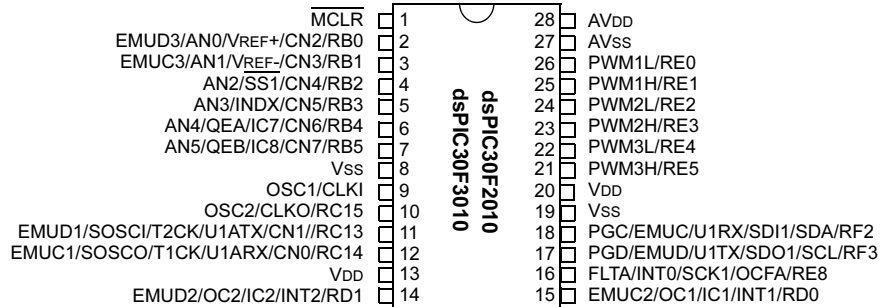 MCLR 1 28 AVDD
EMUD3/AN0/VREF+/CN2/RB0 2 27 AVSS
EMUC3/AN1/VREF-/CN3/RB1 3 26 PWM1L/RE0
AN2/SS1/CN4/RB2 4 25 PWM1H/RE1
AN3/INDX/CN5/RB3 5 24 PWM2L/RE2
AN4/QEA/IC7/CN6/RB4 6 23 PWM2H/RE3
AN5/QEB/IC8/CN7/RB5 7 22 PWM3L/RE4
VSS 8 21 PWM3H/RE5
OSC1/CLKI 9 20 VDD
OSC2/CLKO/RC15 10 19 VSS
EMUD1/SOSCI/T2CK/U1ATX/CN1//RC13 11 18 PGC/EMUC/U1RX/SDI1/SDA/RF2
EMUC1/SOSCO/T1CK/U1ARX/CN0/RC14 12 17 PGD/EMUD/U1TX/SDO1/SCL/RF3
VDD 13 16 FLTA/INT0/SCK1/OCFA/RE8
EMUD2/OC2/IC2/INT2/RD1 14 15 EMUC2/OC1/IC1/INT1/RD0
dsPIC30F2010
dsPIC30F3010